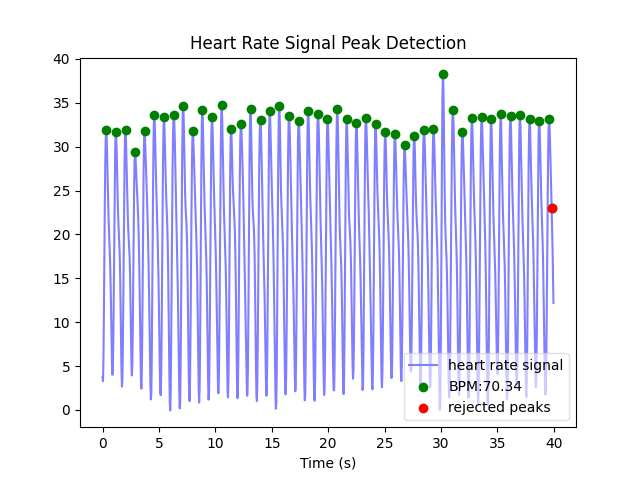 Heart Rate Signal Peak Detection
40
35
30
25
20
15
10
5
0
heart rate signal
BPM:70.34
rejected peaks
0 5 10 15 20 25 30 35 40
Time (s)